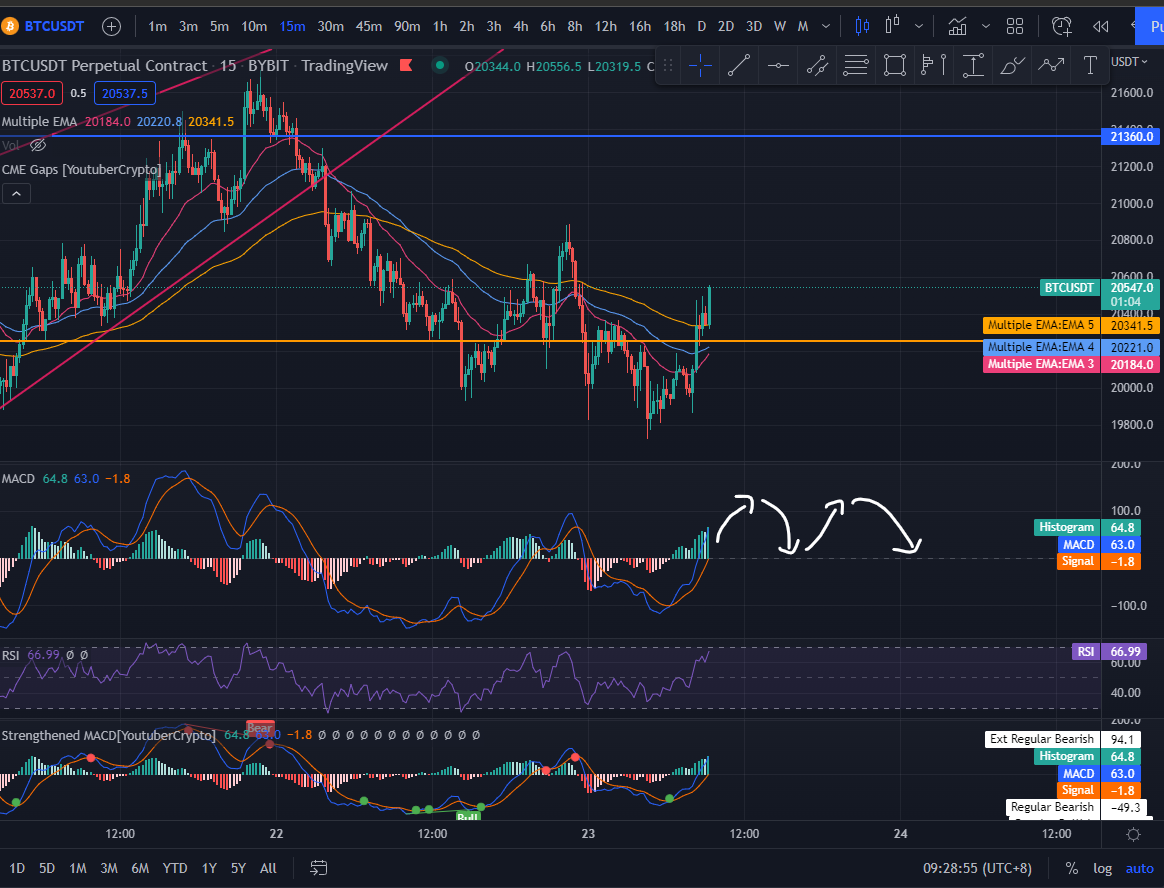 BTCUSDT 1m 3m 5m 10m 15m 30m 45m 90m 1h 2h 3h 4h 6h 8h 12h 16h 18h D 2D 3D W M
BTCUSDT Perpetual Contract · 15 · BYBIT · TradingView O20344.0 H20556.5 L20319.5 C USDT
20537.0 0.5 20537.5
Multiple EMA 20184.0 20220.8 20341.5
Vol
CME Gaps [YoutuberCrypto]
21600.0
21360.0
21200.0
21000.0
20800.0
20600.0
BTCUSDT 20547.0
01:04
20400.0
Multiple EMA:EMA 5 20341.5
Multiple EMA:EMA 4 20221.0
Multiple EMA:EMA 3 20184.0
20000.0
19800.0
200.0
MACD 64.8 63.0 −1.8
100.0
Histogram 64.8
MACD 63.0
Signal −1.8
−100.0
RSI 66.99 Ø Ø
RSI 66.99
60.00
40.00
200.0
Bear
Strengthened MACD[YoutuberCrypto] 64.8 63.0 −1.8 Ø Ø Ø Ø Ø Ø Ø Ø Ø Ø Ø Ø
Ext Regular Bearish 94.1
Histogram 64.8
MACD 63.0
Signal −1.8
Regular Bearish −49.3
Bull
12:00 22 12:00 23 12:00 24 12:00
1D 5D 1M 3M 6M YTD 1Y 5Y All 09:28:55 (UTC+8) % log auto